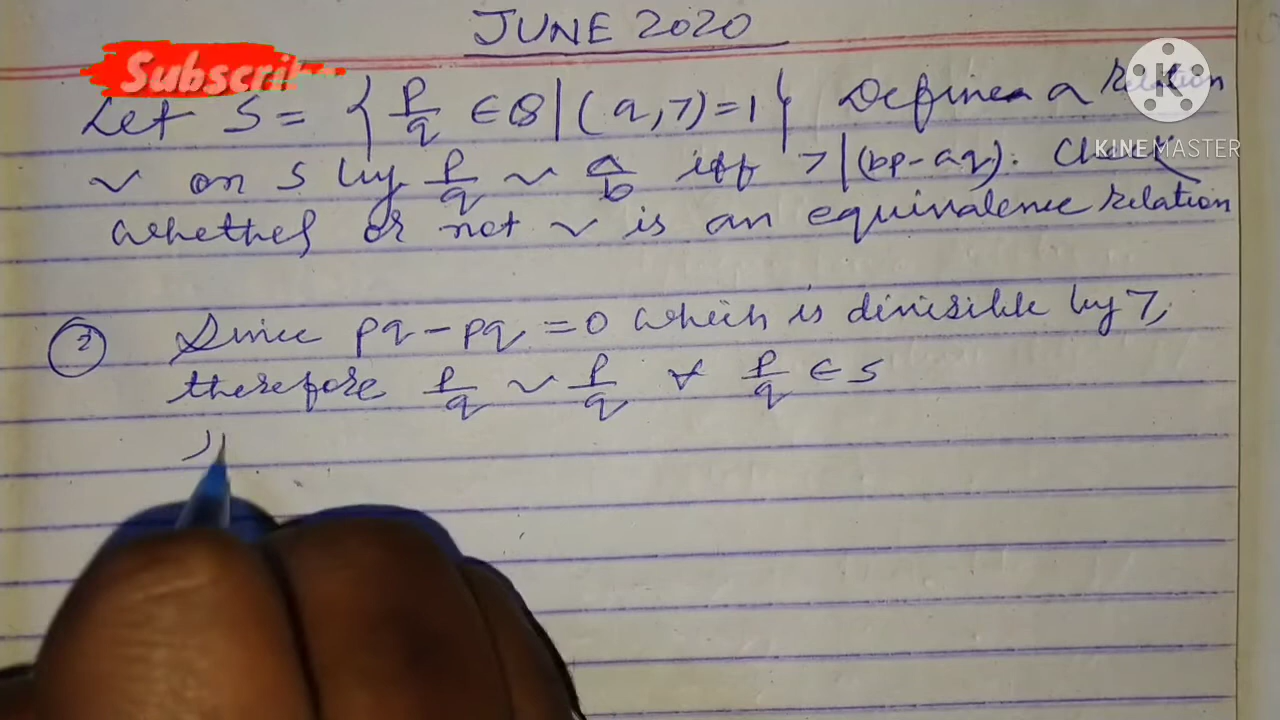 JUNE 2020
Subscrib
Let S = { p/q ∈ Q | (q, 7) = 1 } Define a relation
KINEMASTER
~ on S by p/q ~ a/b iff 7 | (bp - aq). Check
whether or not ~ is an equivalence relation
Since pq - pq = 0 which is divisible by 7,
therefore p/q ~ p/q ∀ p/q ∈ S